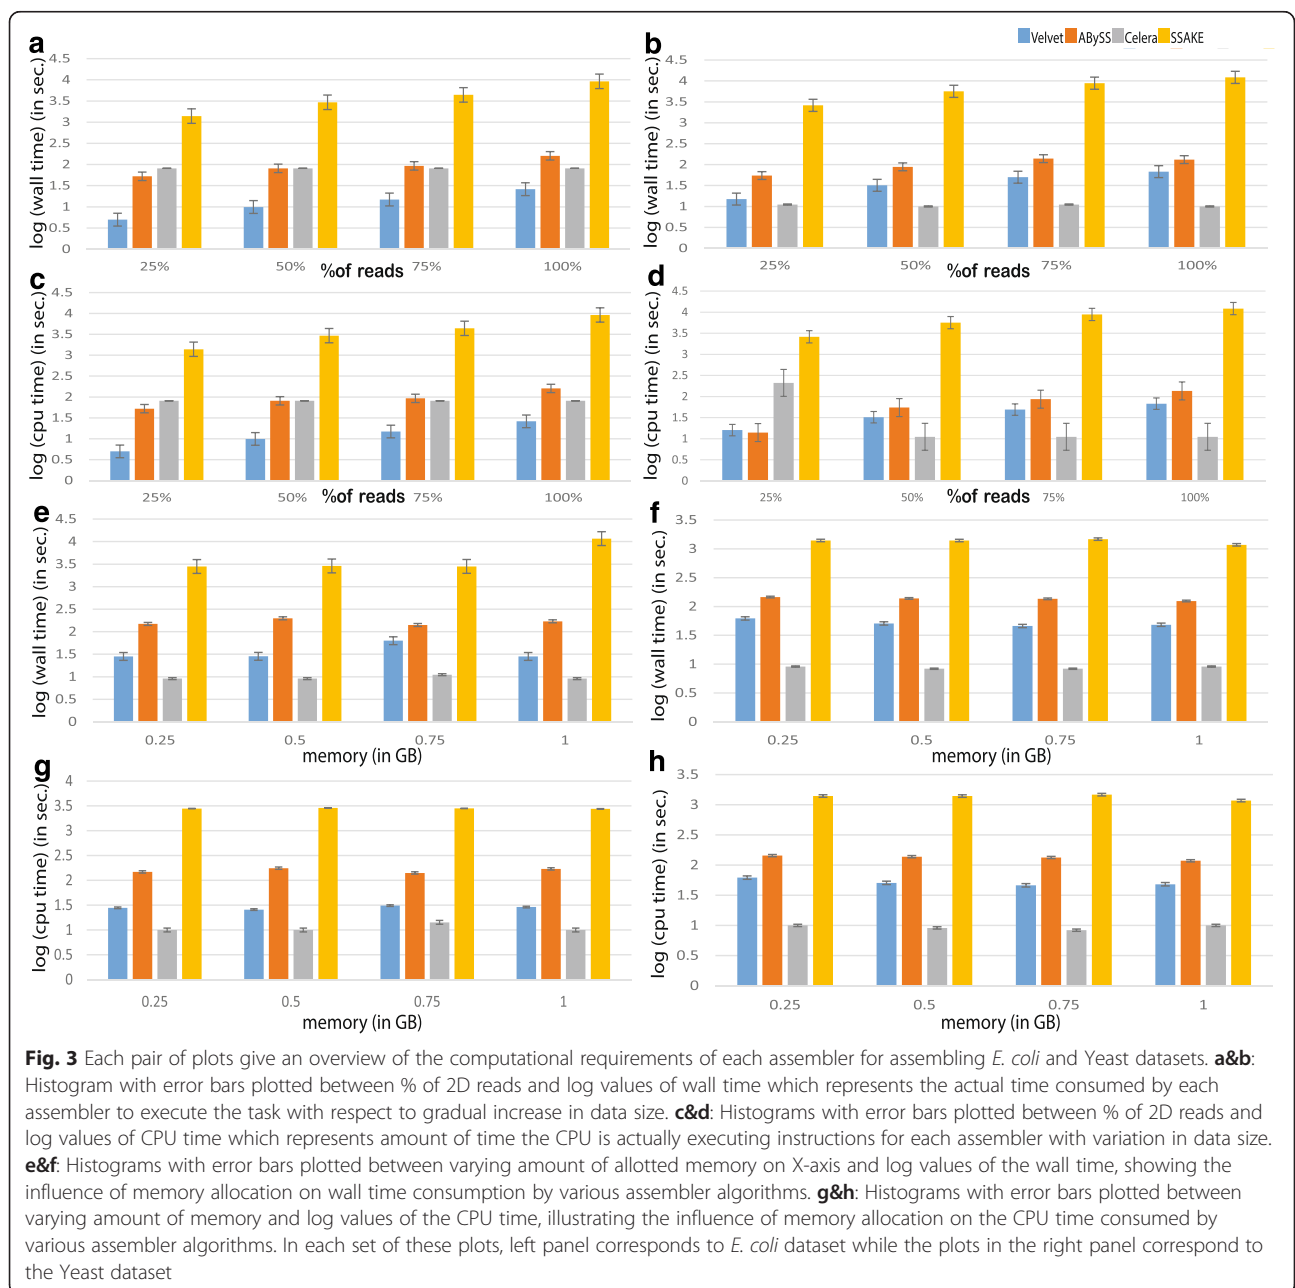 a
b
Velvet ABySS Celera SSAKE
log (wall time) (in sec.)
4.5
4
3.5
3
2.5
2
1.5
1
0.5
0
25% 50% 75% 100%
%of reads
log (wall time) (in sec.)
4.5
4
3.5
3
2.5
2
1.5
1
0.5
0
25% 50% 75% 100%
%of reads
c
log (cpu time) (in sec.)
4.5
4
3.5
3
2.5
2
1.5
1
0.5
0
25% 50% 75% 100%
%of reads
d
log (cpu time) (in sec.)
4.5
4
3.5
3
2.5
2
1.5
1
0.5
0
25% 50% 75% 100%
%of reads
e
log (wall time) (in sec.)
4.5
4
3.5
3
2.5
2
1.5
1
0.5
0
0.25 0.5 0.75 1
memory (in GB)
f
log (wall time) (in sec.)
3.5
3
2.5
2
1.5
1
0.5
0
0.25 0.5 0.75 1
memory (in GB)
g
log (cpu time) (in sec.)
4
3.5
3
2.5
2
1.5
1
0.5
0
0.25 0.5 0.75 1
memory (in GB)
h
log (cpu time) (in sec.)
3.5
3
2.5
2
1.5
1
0.5
0
0.25 0.5 0.75 1
memory (in GB)
Fig. 3 Each pair of plots give an overview of the computational requirements of each assembler for assembling E. coli and Yeast datasets. a&b:
Histogram with error bars plotted between % of 2D reads and log values of wall time which represents the actual time consumed by each
assembler to execute the task with respect to gradual increase in data size. c&d: Histograms with error bars plotted between % of 2D reads and
log values of CPU time which represents amount of time the CPU is actually executing instructions for each assembler with variation in data size.
e&f: Histograms with error bars plotted between varying amount of allotted memory on X-axis and log values of the wall time, showing the
influence of memory allocation on wall time consumption by various assembler algorithms. g&h: Histograms with error bars plotted between
varying amount of memory and log values of the CPU time, illustrating the influence of memory allocation on the CPU time consumed by
various assembler algorithms. In each set of these plots, left panel corresponds to E. coli dataset while the plots in the right panel correspond to
the Yeast dataset